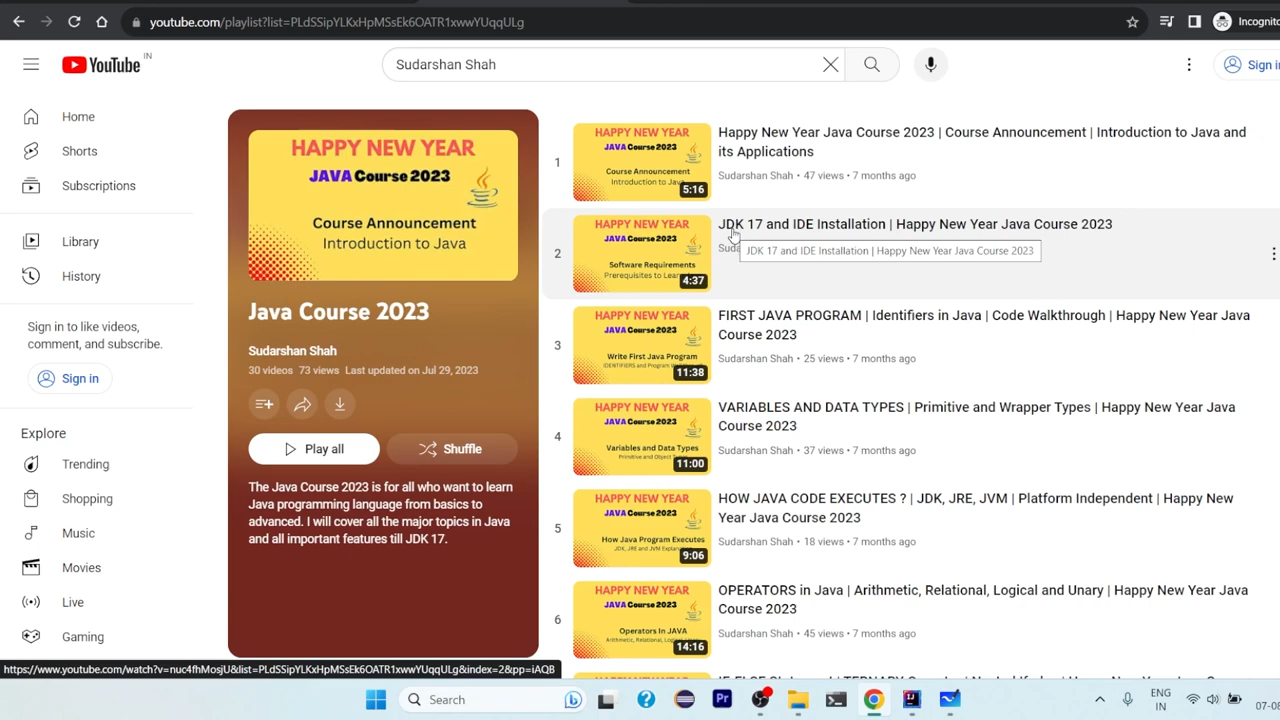 youtube.com/playlist?list=PLdSSipYLKxHpMSsEk6OATR1xwwYUqqULg
Incognito
YouTube IN
Sudarshan Shah
Sign in
Home
Shorts
Subscriptions
Library
History
Sign in to like videos,
comment, and subscribe.
Sign in
Explore
Trending
Shopping
Music
Movies
Live
Gaming
HAPPY NEW YEAR
JAVA Course 2023
Course Announcement
Introduction to Java
Java Course 2023
Sudarshan Shah
30 videos 73 views Last updated on Jul 29, 2023
Play all
Shuffle
The Java Course 2023 is for all who want to learn
Java programming language from basics to
advanced. I will cover all the major topics in Java
and all important features till JDK 17.
1
HAPPY NEW YEAR
JAVA Course 2023
Course Announcement
Introduction to Java
5:16
Happy New Year Java Course 2023 | Course Announcement | Introduction to Java and
its Applications
Sudarshan Shah • 47 views • 7 months ago
2
HAPPY NEW YEAR
JAVA Course 2023
Software Requirements
Prerequisites to
4:37
JDK 17 and IDE Installation | Happy New Year Java Course 2023
JDK 17 and IDE Installation | Happy New Year Java Course 2023
3
HAPPY NEW YEAR
JAVA Course 2023
Write First Java Program
IDENTIFIERS and
11:38
FIRST JAVA PROGRAM | Identifiers in Java | Code Walkthrough | Happy New Year Java
Course 2023
Sudarshan Shah • 25 views • 7 months ago
4
HAPPY NEW YEAR
JAVA Course 2023
Variables and Data Types
Primitive and
11:00
VARIABLES AND DATA TYPES | Primitive and Wrapper Types | Happy New Year Java
Course 2023
Sudarshan Shah • 37 views • 7 months ago
5
HAPPY NEW YEAR
JAVA Course 2023
How Java Program Executes
JDK, JRE and JVM
9:06
HOW JAVA CODE EXECUTES ? | JDK, JRE, JVM | Platform Independent | Happy New
Year Java Course 2023
Sudarshan Shah • 18 views • 7 months ago
6
HAPPY NEW YEAR
JAVA Course 2023
Operators In JAVA
Arithmetic, Relational,
14:16
OPERATORS in Java | Arithmetic, Relational, Logical and Unary | Happy New Year Java
Course 2023
Sudarshan Shah • 45 views • 7 months ago
https://www.youtube.com/watch?v=nuc4fhMosjU&list=PLdSSipYLKxHpMSsEk6OATR1xwwYUqqULg&index=2&pp=iAQB
Search
Pr
ENG
IN